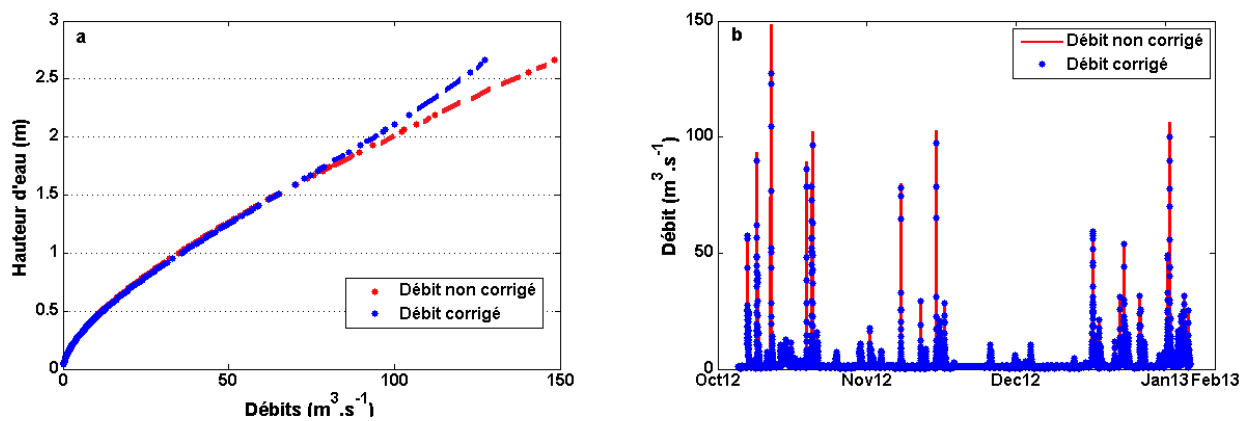 a
3
2.5
2
1.5
1
0.5
0
Hauteur d'eau (m)
Débit non corrigé
Débit corrigé
0 50 100 150
Débits (m³.s⁻¹)
b
150
100
50
0
Débit (m³.s⁻¹)
Débit non corrigé
Débit corrigé
Oct12 Nov12 Dec12 Jan13 Feb13